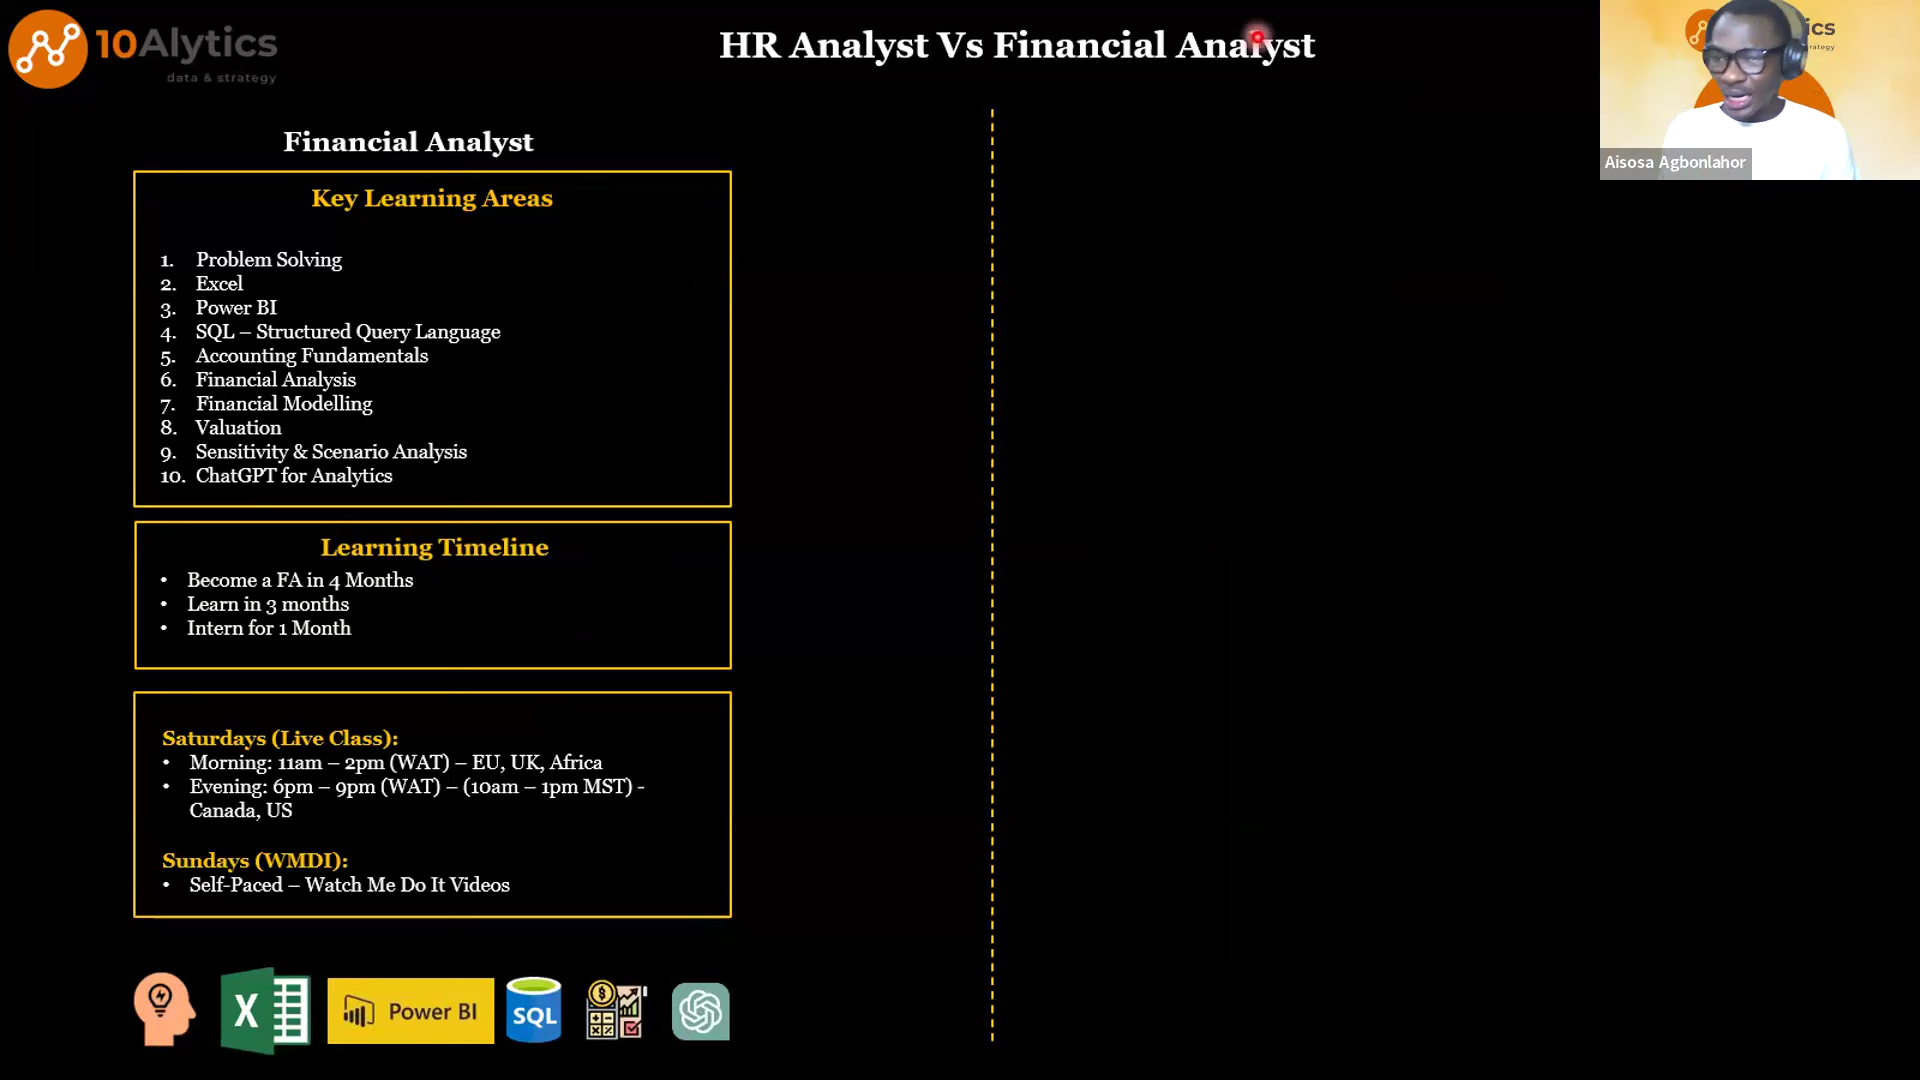 10Alytics
data & strategy
HR Analyst Vs Financial Analyst
ics
rategy
Aisosa Agbonlahor
Financial Analyst
Key Learning Areas
1. Problem Solving
2. Excel
3. Power BI
4. SQL – Structured Query Language
5. Accounting Fundamentals
6. Financial Analysis
7. Financial Modelling
8. Valuation
9. Sensitivity & Scenario Analysis
10. ChatGPT for Analytics
Learning Timeline
• Become a FA in 4 Months
• Learn in 3 months
• Intern for 1 Month
Saturdays (Live Class):
• Morning: 11am – 2pm (WAT) – EU, UK, Africa
• Evening: 6pm – 9pm (WAT) – (10am – 1pm MST) -
Canada, US
Sundays (WMDI):
• Self-Paced – Watch Me Do It Videos
X
Power BI
SQL